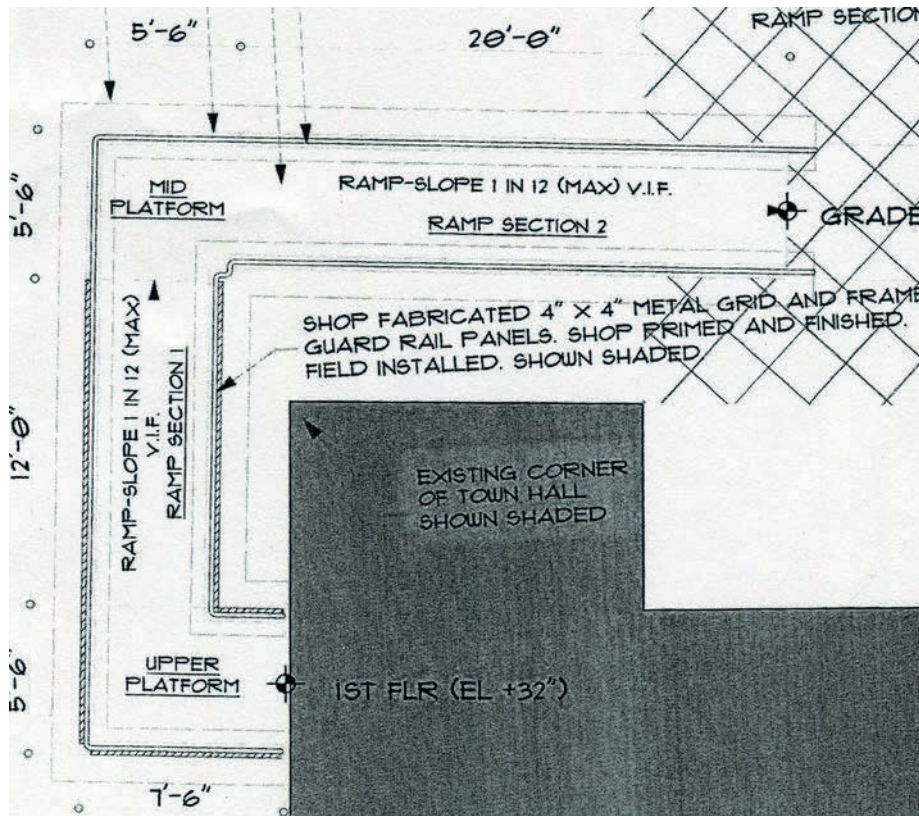 RAMP SECTION
5'-6"
20'-0"
5'-6"
MID
PLATFORM
RAMP-SLOPE 1 IN 12 (MAX) V.I.F.
RAMP SECTION 2
GRADE
SHOP FABRICATED 4" X 4" METAL GRID AND FRAME
GUARD RAIL PANELS. SHOP PRIMED AND FINISHED.
FIELD INSTALLED. SHOWN SHADED.
12'-0"
RAMP-SLOPE 1 IN 12 (MAX)
V.I.F.
RAMP SECTION 1
EXISTING CORNER
OF TOWN HALL
SHOWN SHADED
5'-6"
UPPER
PLATFORM
1ST FLR (EL +32")
7'-6"